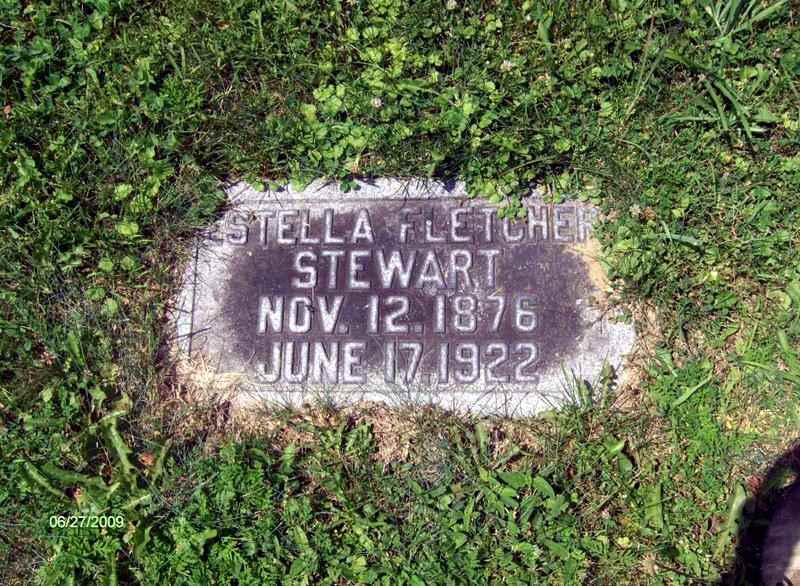 ESTELLA FLETCHER
STEWART
NOV. 12. 1876
JUNE 17. 1922
06/27/2009